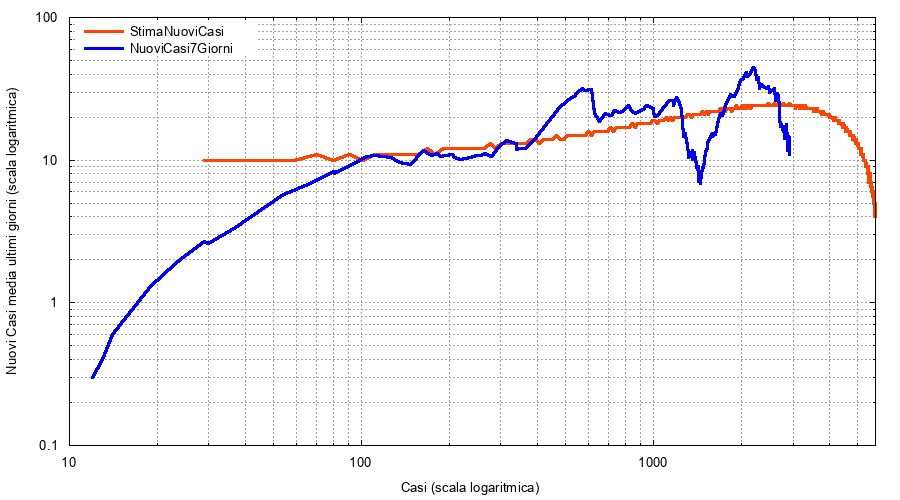 100
StimaNuoviCasi
NuoviCasi7Giorni
10
1
0.1
10 100 1000
Nuovi Casi media ultimi giorni (scala logaritmica)
Casi (scala logaritmica)